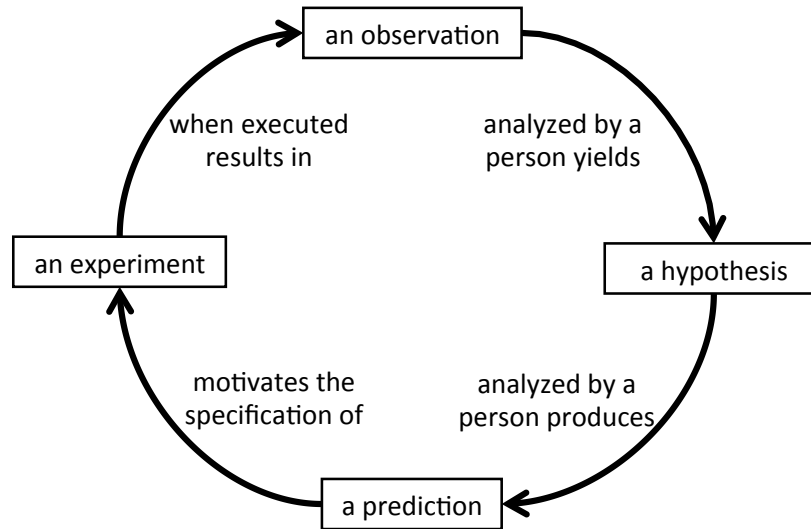 an observation
when executed
results in
analyzed by a
person yields
an experiment
a hypothesis
motivates the
specification of
analyzed by a
person produces
a prediction